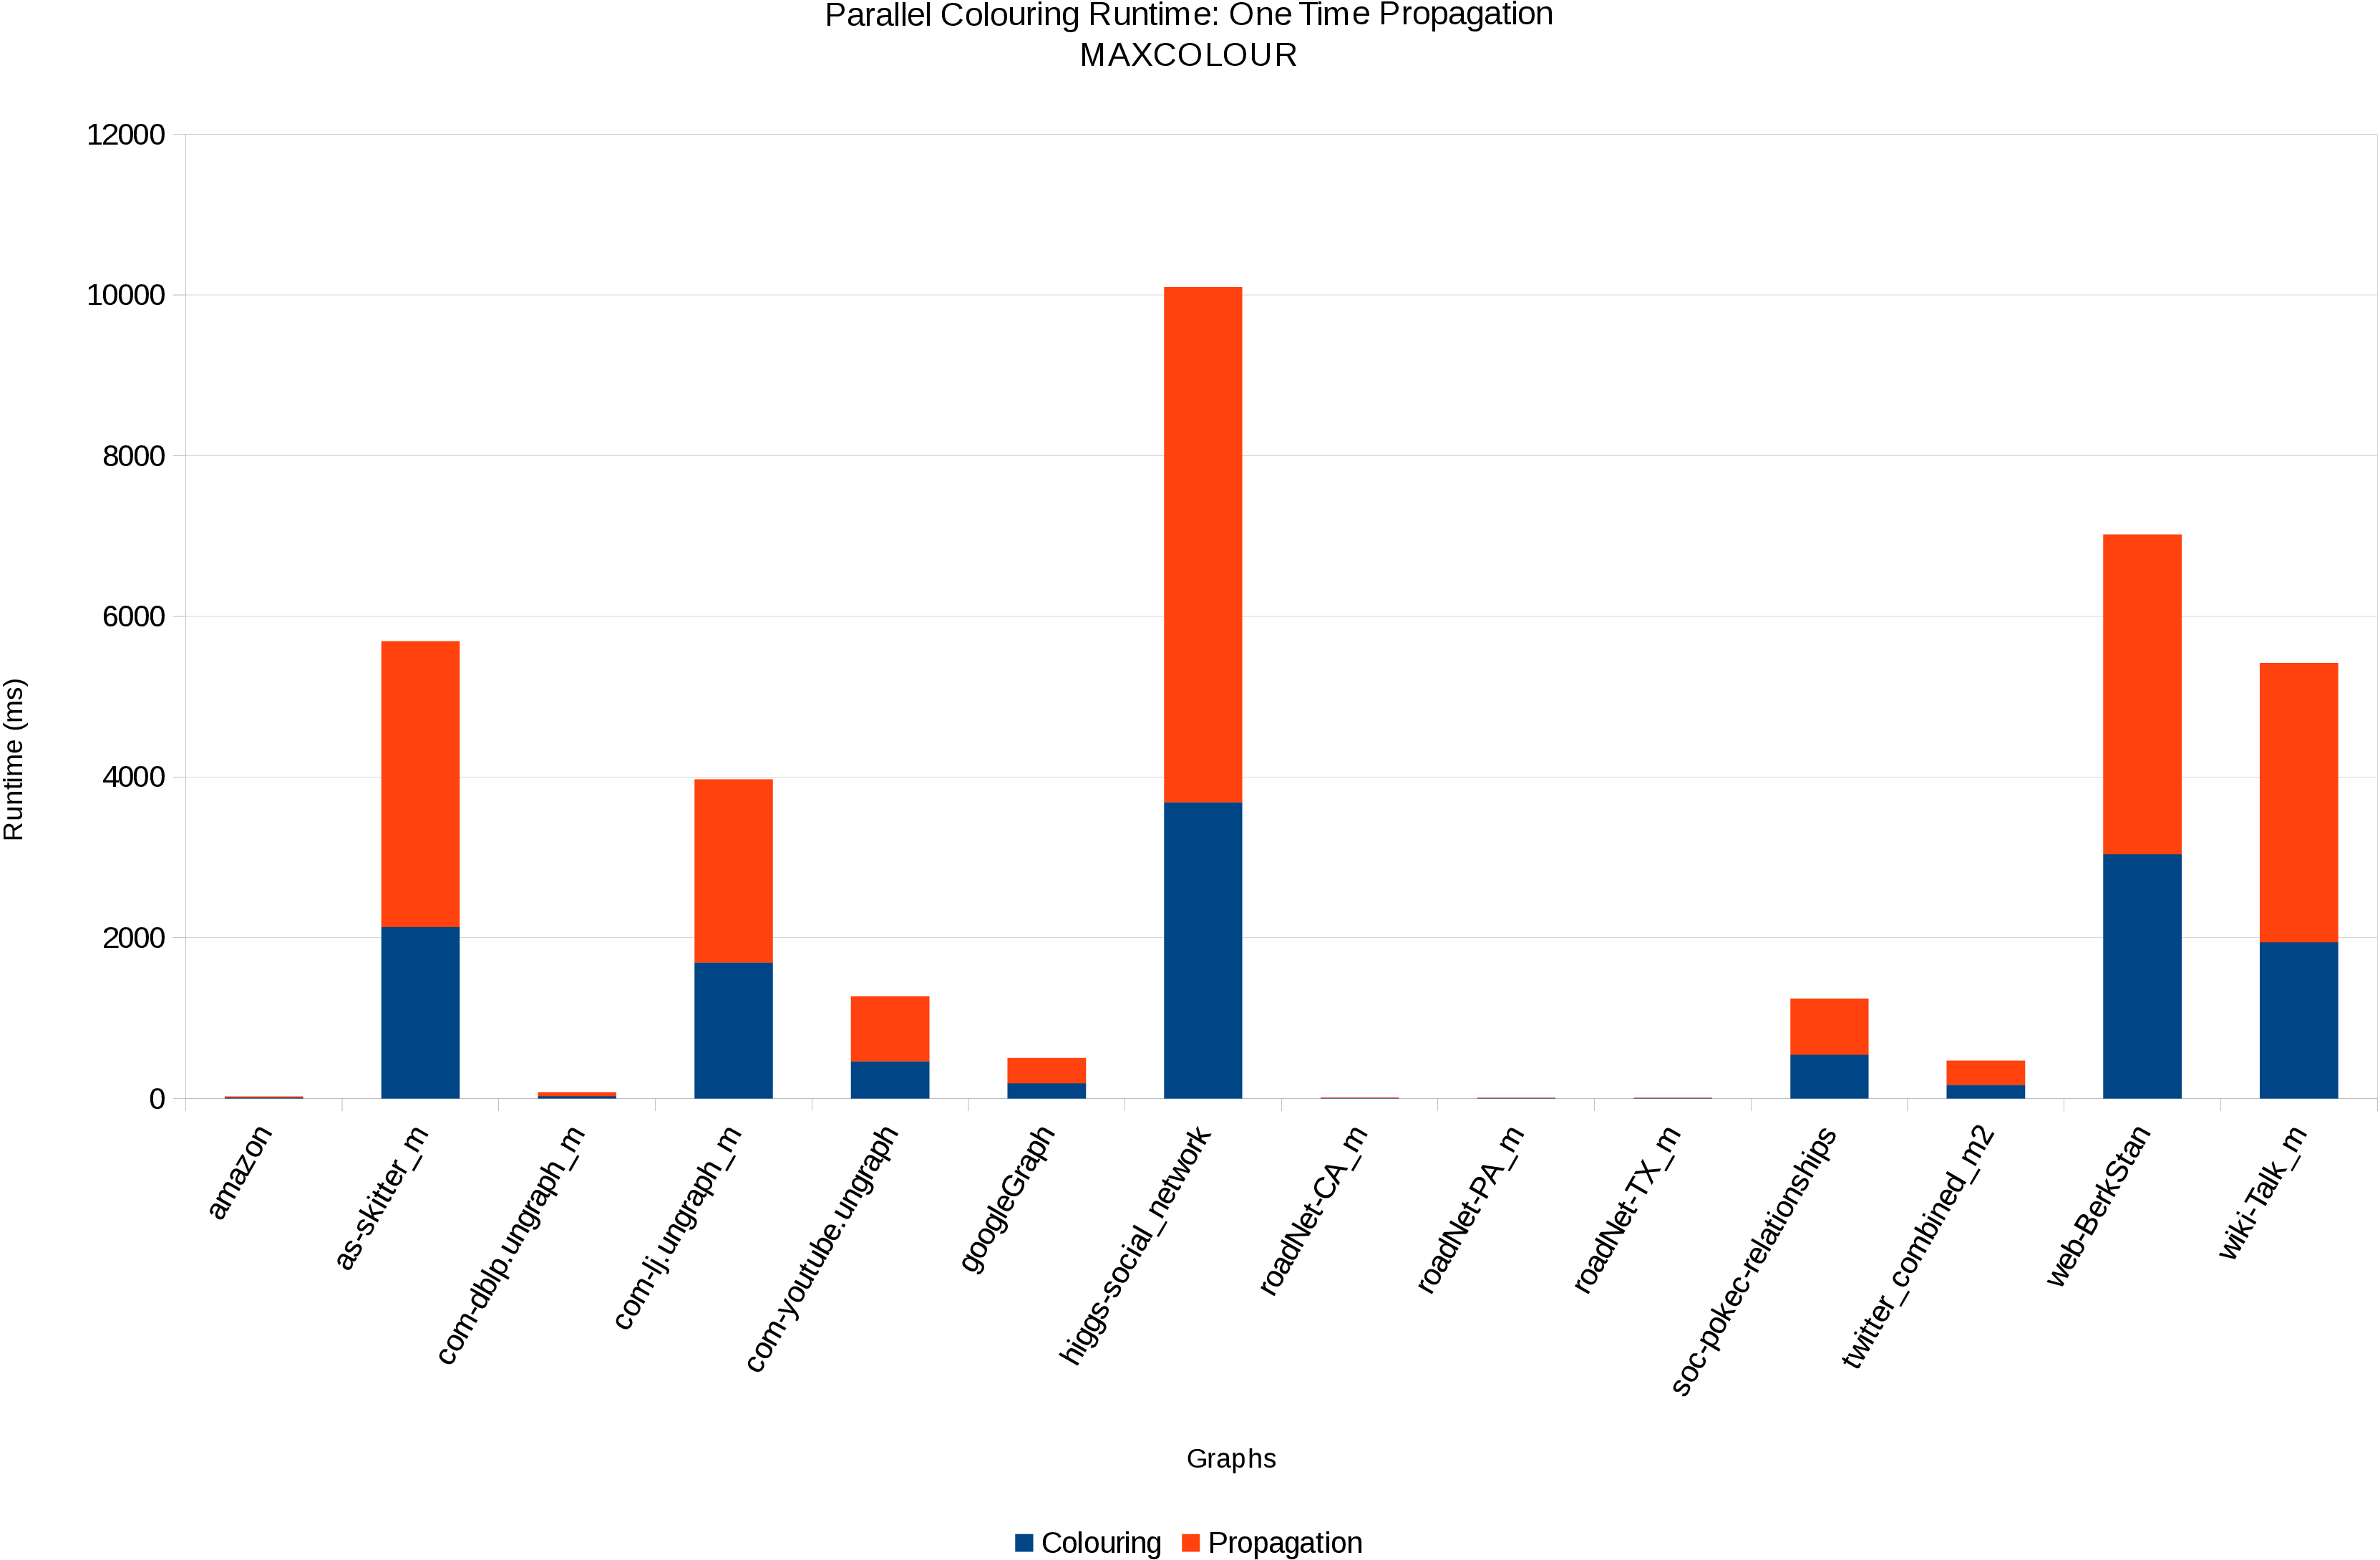 Parallel Colouring Runtime: One Time Propagation
MAXCOLOUR
12000
10000
8000
6000
4000
2000
0
Runtime (ms)
amazon
as-skitter_m
com-dblp.ungraph_m
com-lj.ungraph_m
com-youtube.ungraph
googleGraph
higgs-social_network
roadNet-CA_m
roadNet-PA_m
roadNet-TX_m
soc-pokec-relationships
twitter_combined_m2
web-BerkStan
wiki-Talk_m
Graphs
Colouring Propagation